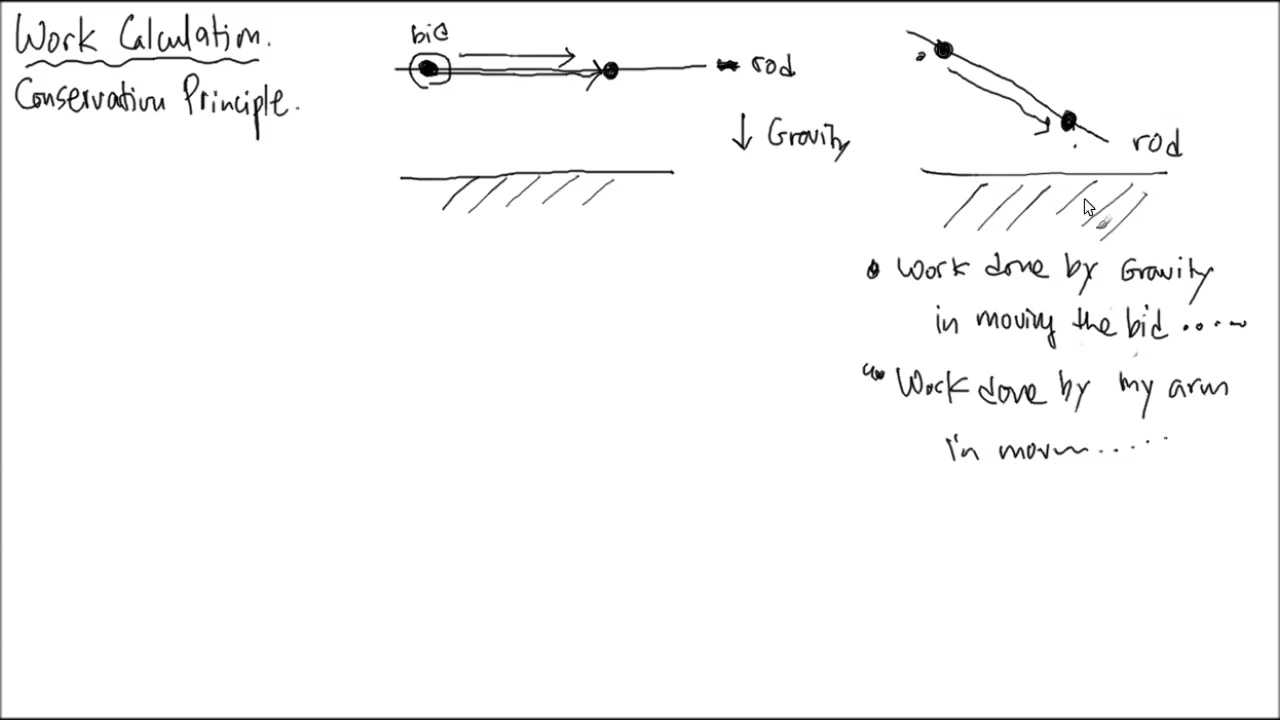 Work Calculation.
Conservation Principle.
bid
rod
↓ Gravity
rod
• Work done by Gravity
in moving the bid .....
Work done by my arm
in movin.....